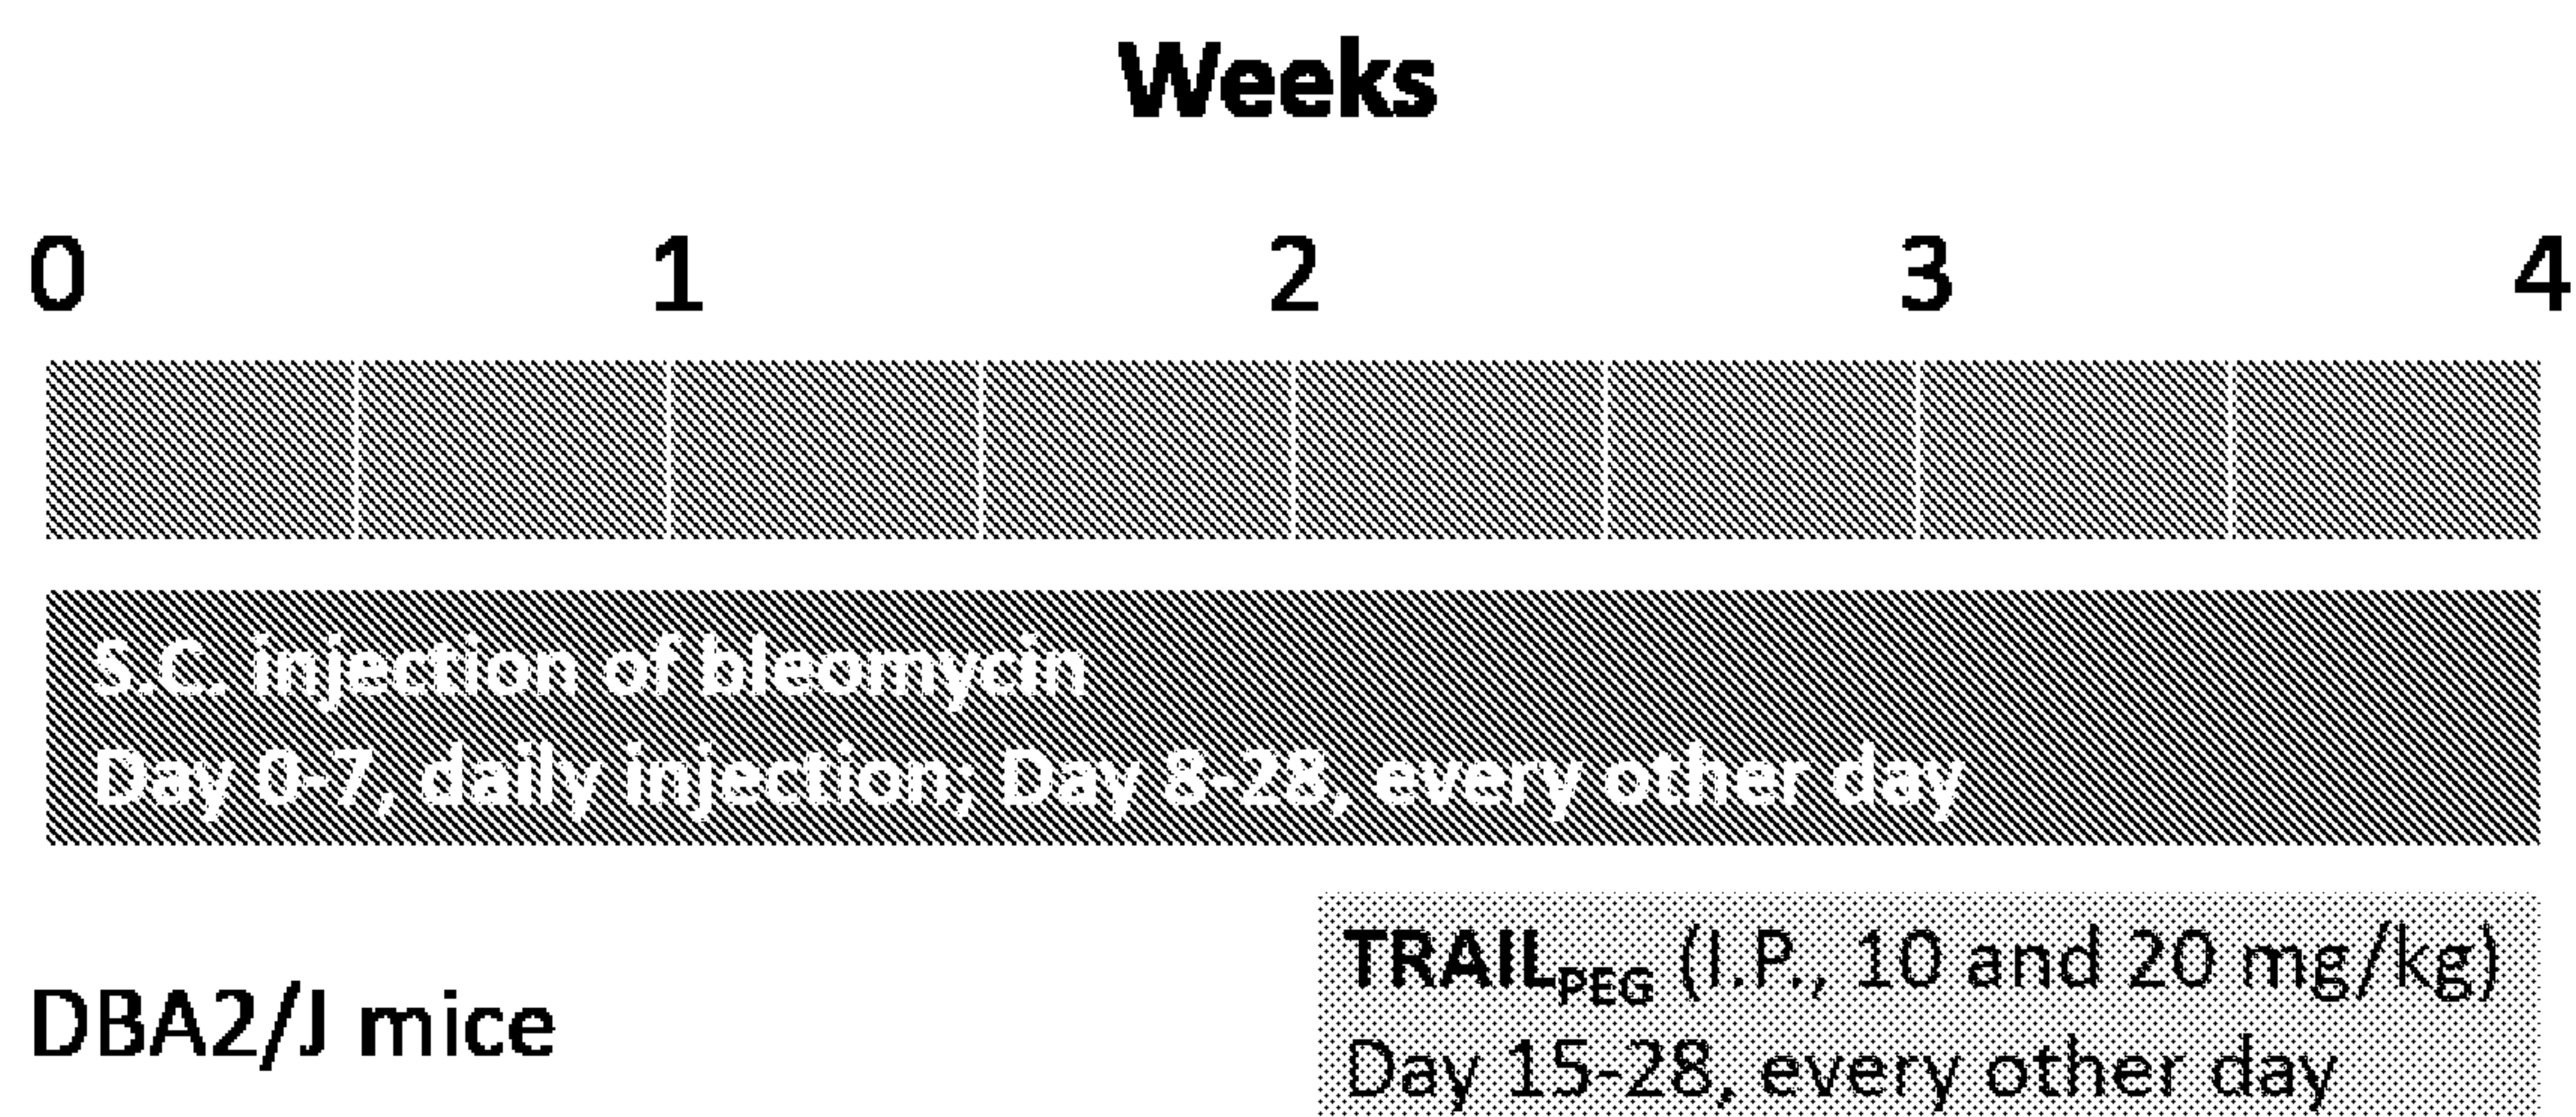 Weeks
0 1 2 3 4
S.C. injection of bleomycin
Day 0-7, daily injection; Day 8-28, every other day
DBA2/J mice
TRAILPEG (I.P., 10 and 20 mg/kg)
Day 15-28, every other day